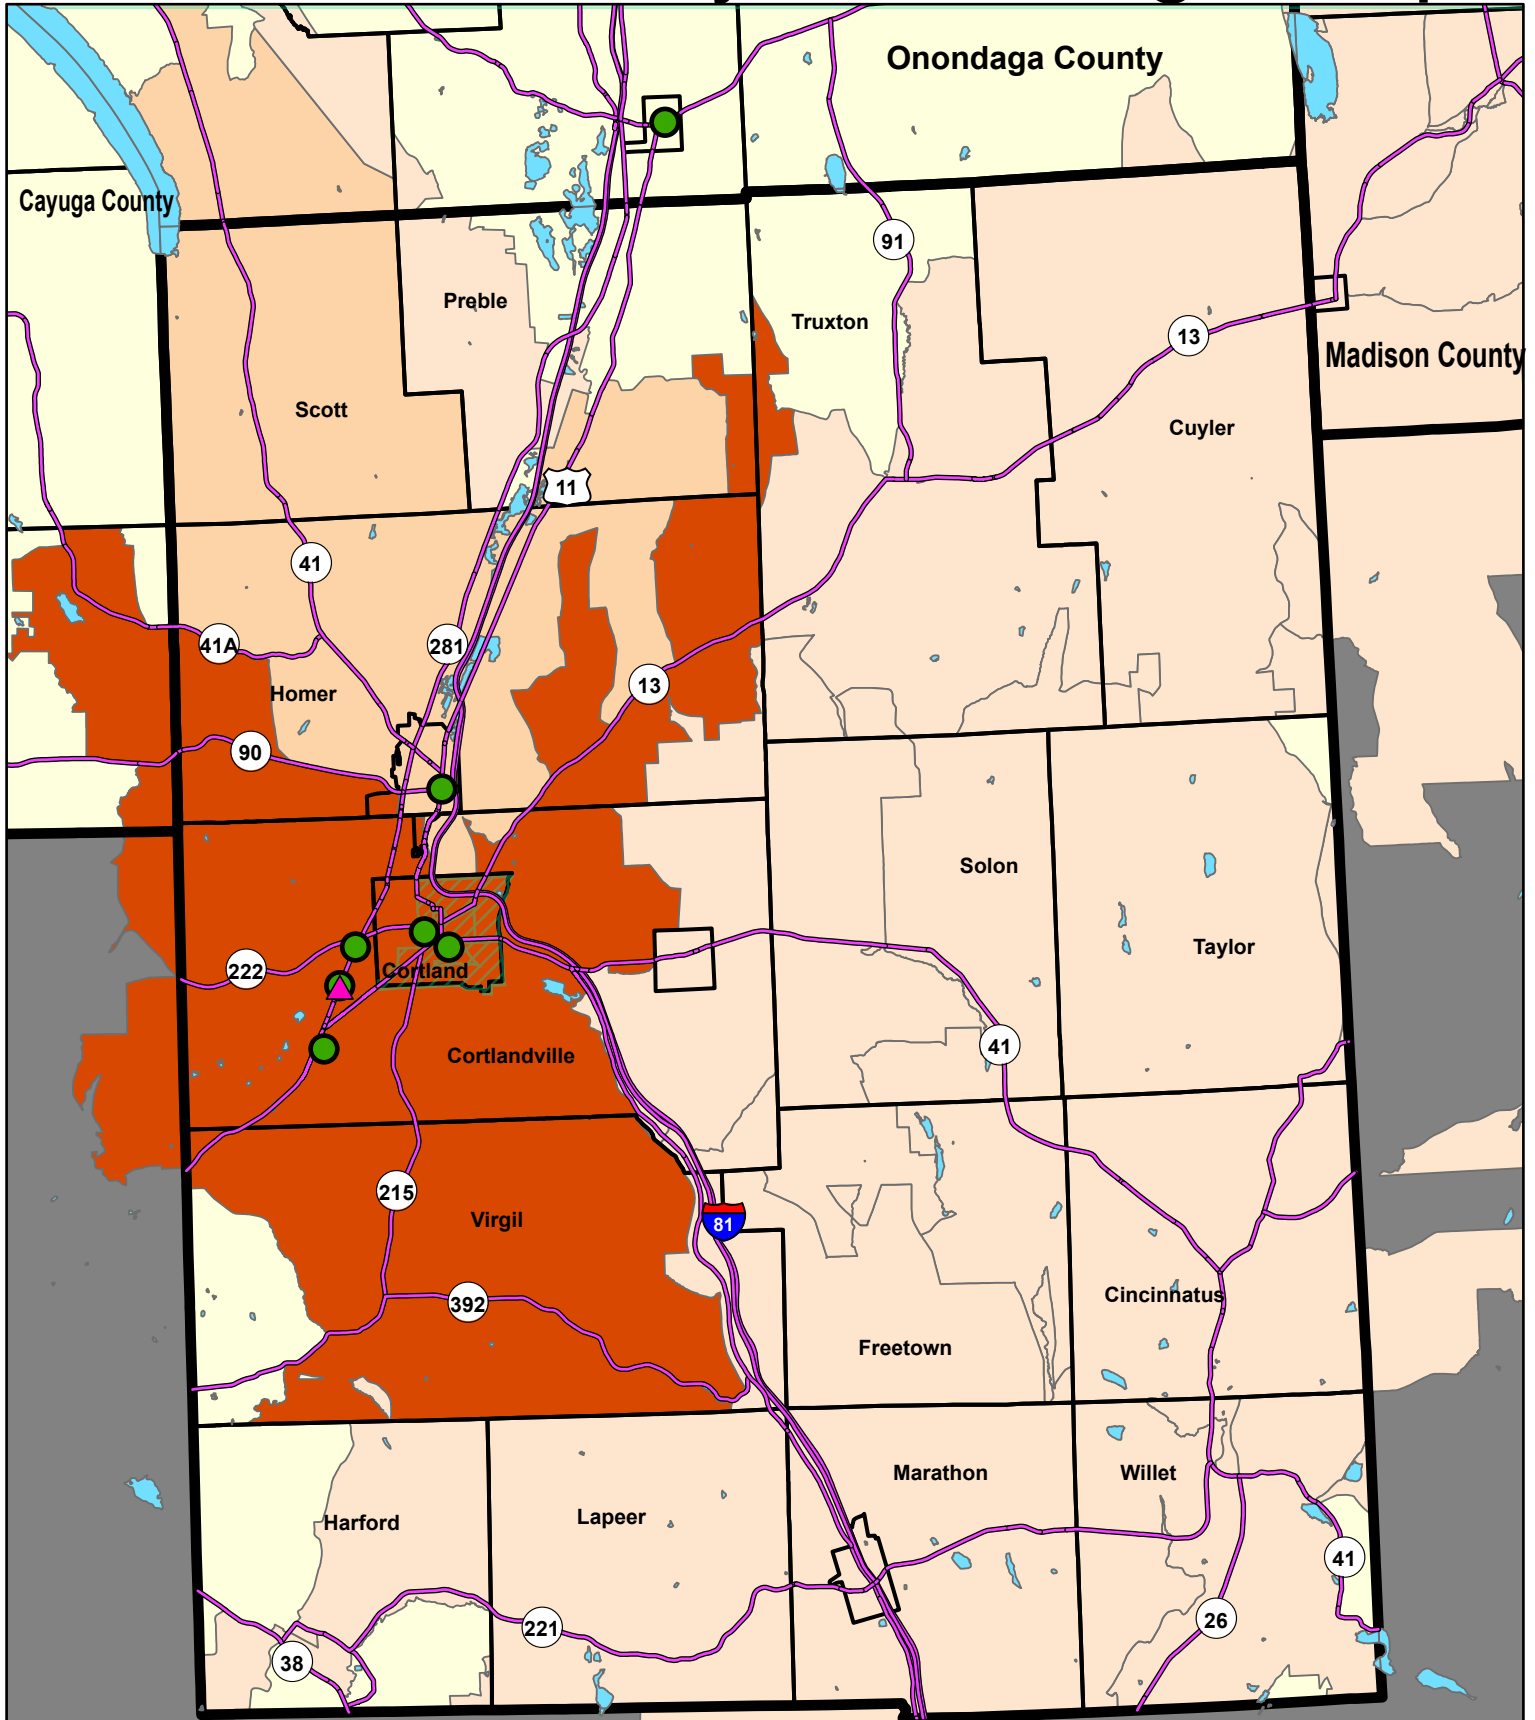 Onondaga County
Cayuga County
91
Preble
Truxton
13
Madison County
Scott
Cuyler
11
41
41A
281
13
Homer
90
Solon
Taylor
222
Cortland
41
Cortlandville
215
Virgil
81
Cincinnatus
392
Freetown
Marathon
Willet
Lapeer
Harford
41
26
221
38